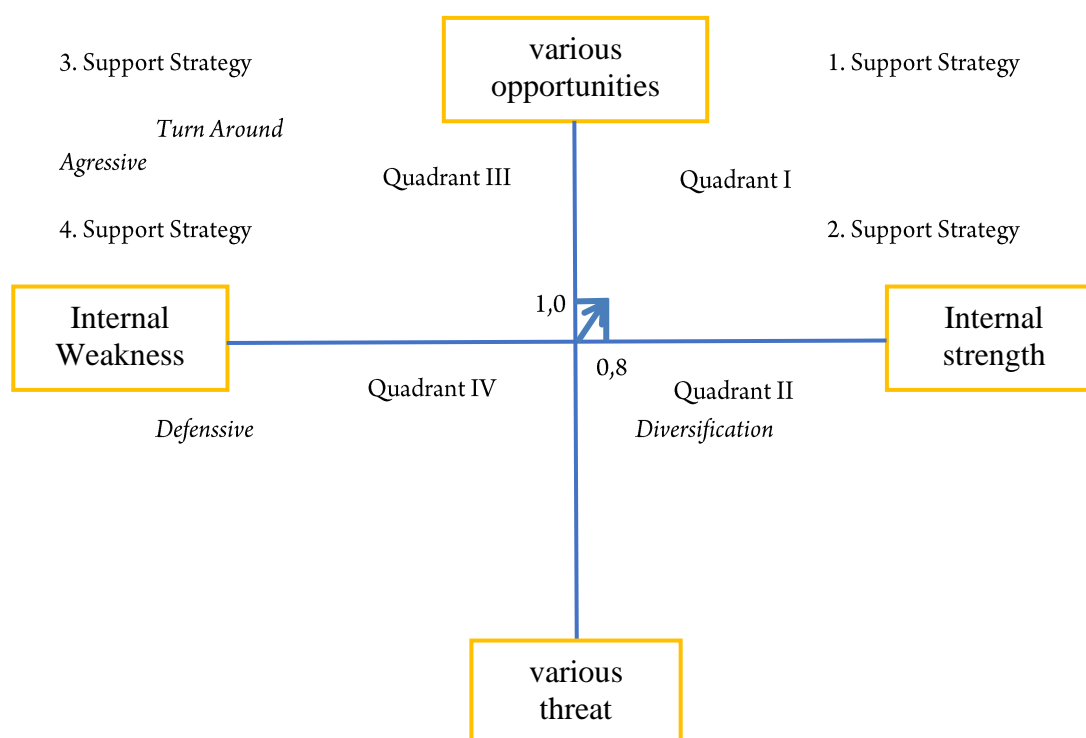 3. Support Strategy
various
opportunities
1. Support Strategy
Turn Around
Agressive
Quadrant III
Quadrant I
4. Support Strategy
2. Support Strategy
Internal
Weakness
1,0
Internal
strength
0,8
Quadrant IV
Quadrant II
Defenssive
Diversification
various
threat